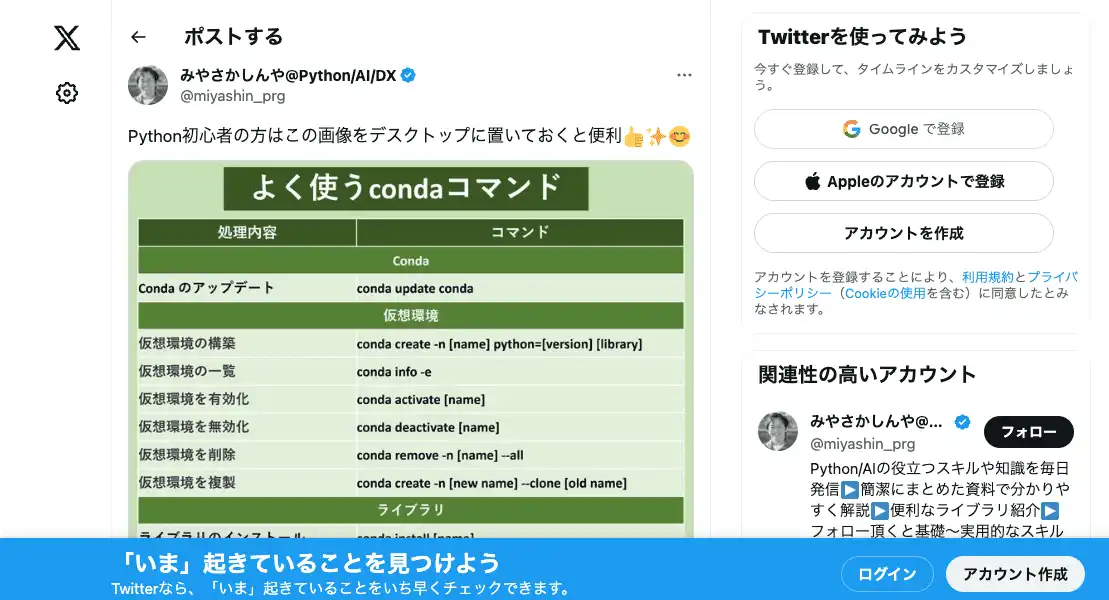 ポストする
みやさかしんや@Python/AI/DX
@miyashin_prg
Python初心者の方はこの画像をデスクトップに置いておくと便利👍✨😊
よく使うcondaコマンド
処理内容 コマンド
Conda
Conda のアップデート conda update conda
仮想環境
仮想環境の構築 conda create -n [name] python=[version] [library]
仮想環境の一覧 conda info -e
仮想環境を有効化 conda activate [name]
仮想環境を無効化 conda deactivate [name]
仮想環境を削除 conda remove -n [name] --all
仮想環境を複製 conda create -n [new name] --clone [old name]
ライブラリ
ライブラリのインストール conda install [name]
Twitterを使ってみよう
今すぐ登録して、タイムラインをカスタマイズしましょ
う。
Google で登録
Appleのアカウントで登録
アカウントを作成
アカウントを登録することにより、利用規約とプライバ
シーポリシー（Cookieの使用を含む）に同意したとみ
なされます。
関連性の高いアカウント
みやさかしんや@...
@miyashin_prg
フォロー
Python/AIの役立つスキルや知識を毎日
発信▶️簡潔にまとめた資料で分かりや
すく解説▶️便利なライブラリ紹介▶️
フォロー頂くと基礎〜実用的なスキル
「いま」起きていることを見つけよう
Twitterなら、「いま」起きていることをいち早くチェックできます。
ログイン
アカウント作成